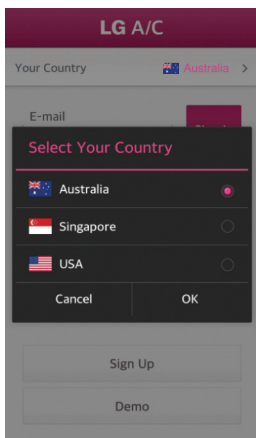 LG A/C
Your Country Australia >
E-mail
Select Your Country
Australia
Singapore
USA
Cancel OK
Sign Up
Demo